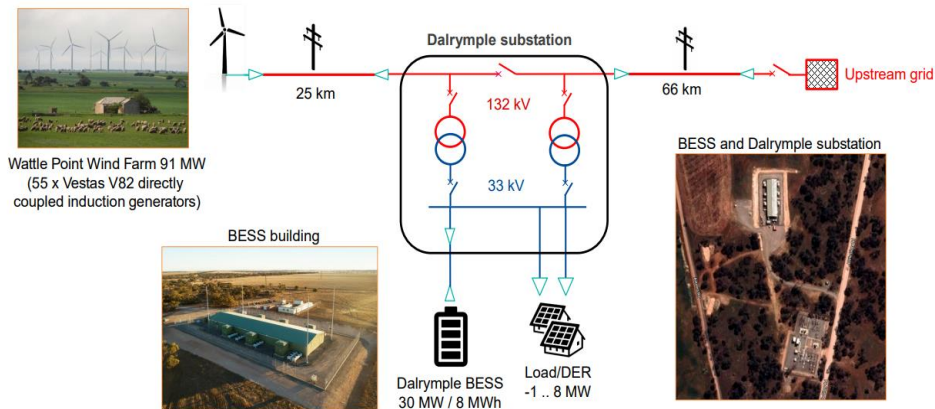 Dalrymple substation
25 km
66 km
Upstream grid
132 kV
33 kV
Wattle Point Wind Farm 91 MW
(55 x Vestas V82 directly
coupled induction generators)
BESS and Dalrymple substation
BESS building
Dalrymple BESS
30 MW / 8 MWh
Load/DER
-1 .. 8 MW